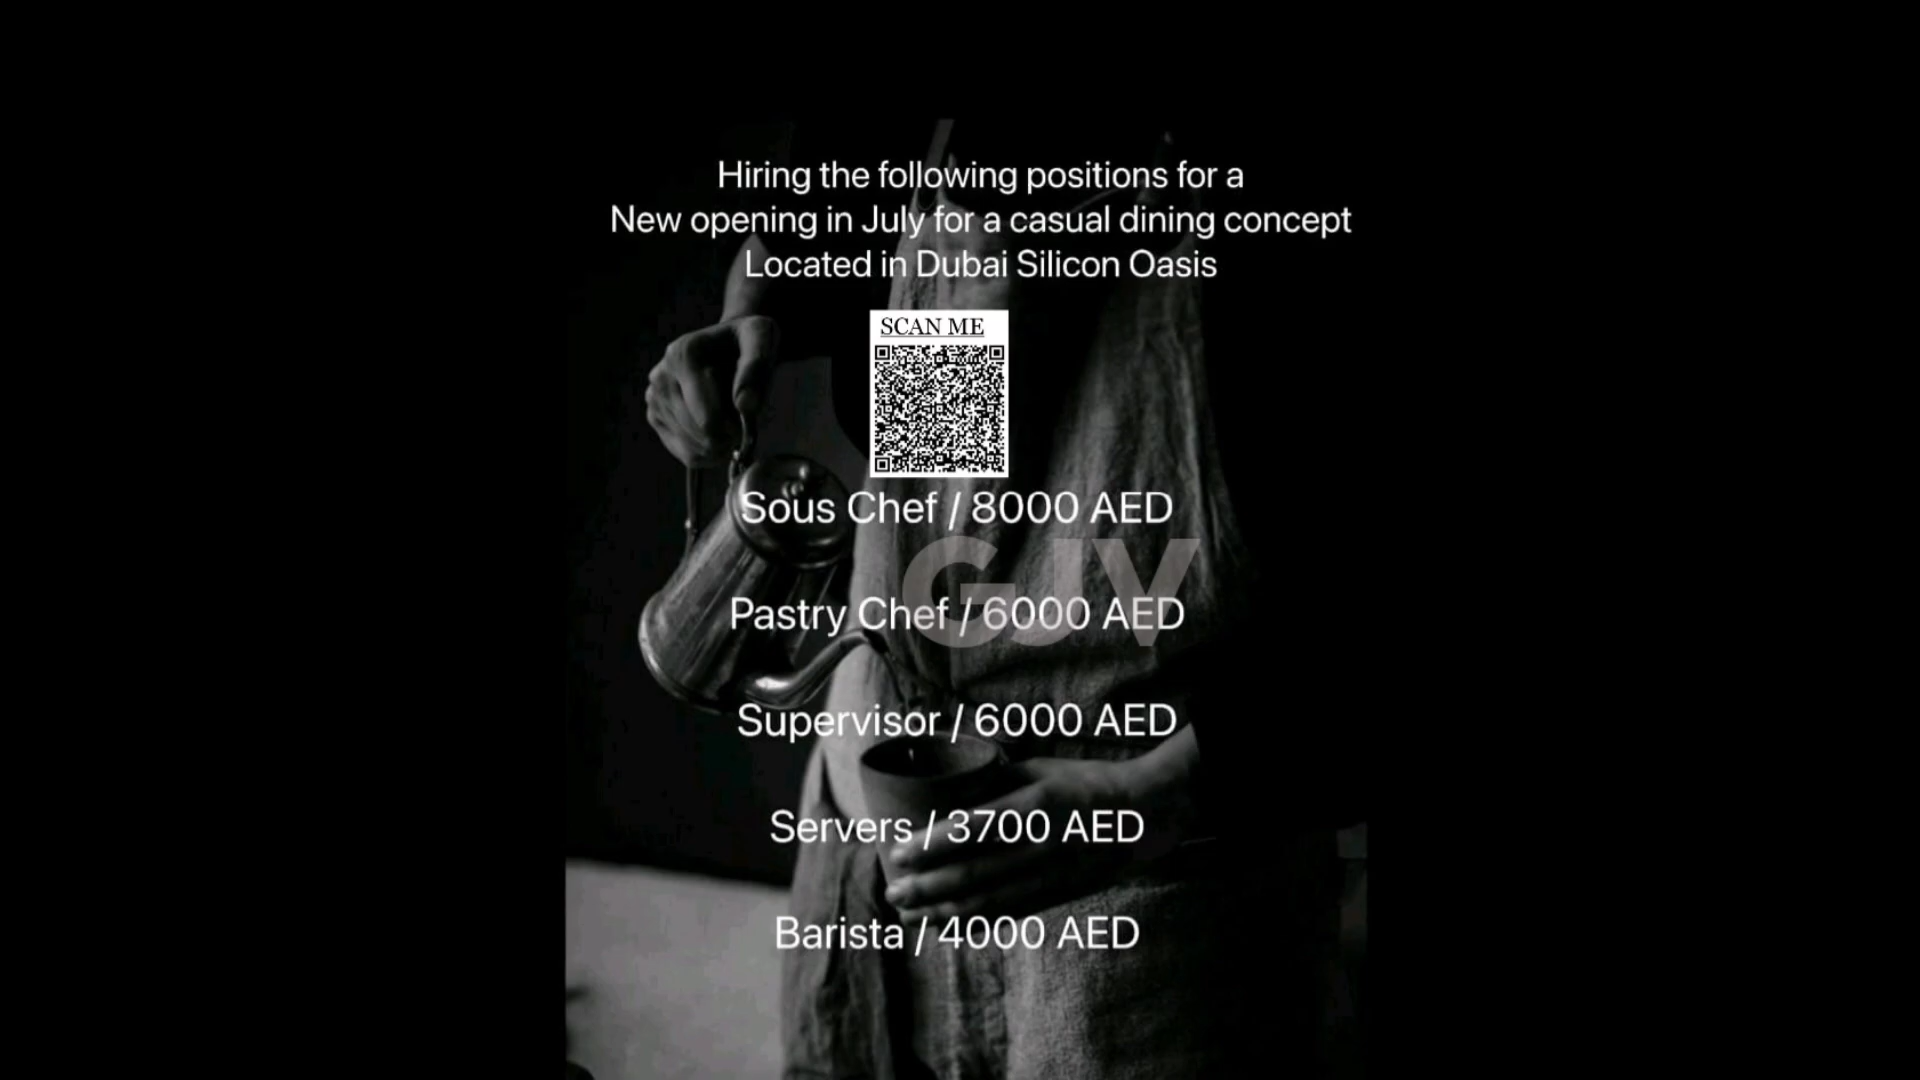 Hiring the following positions for a
New opening in July for a casual dining concept
Located in Dubai Silicon Oasis
SCAN ME
Sous Chef / 8000 AED
GJV
Pastry Chef / 6000 AED
Supervisor / 6000 AED
Servers / 3700 AED
Barista / 4000 AED